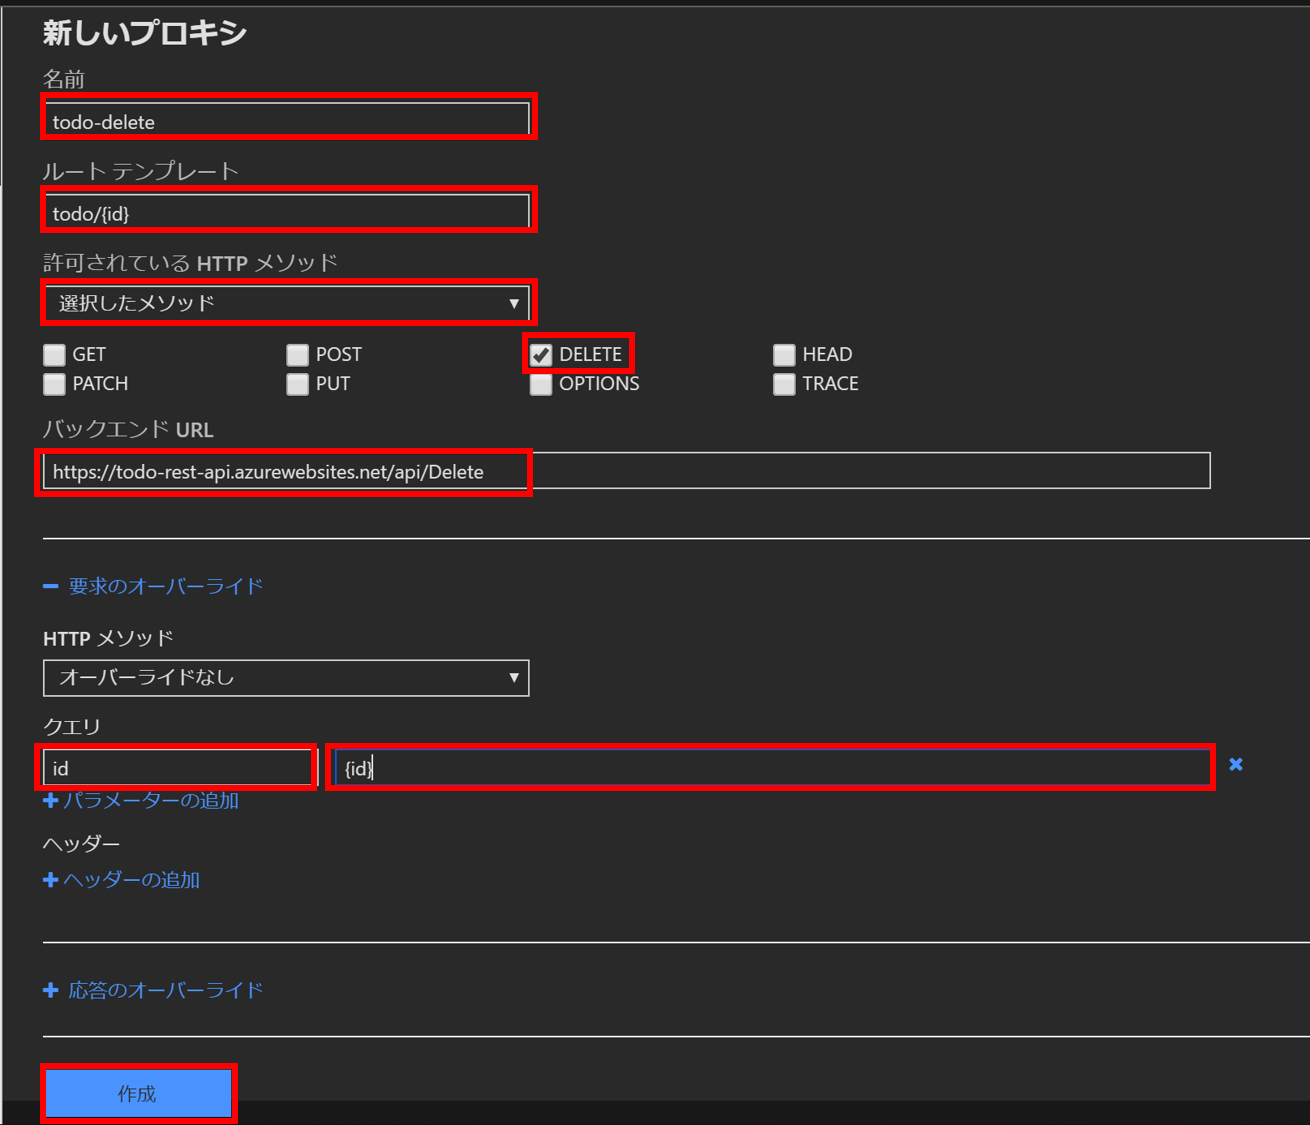 新しいプロキシ
名前
todo-delete
ルート テンプレート
todo/{id}
許可されている HTTP メソッド
選択したメソッド
GET POST DELETE HEAD
PATCH PUT OPTIONS TRACE
バックエンド URL
https://todo-rest-api.azurewebsites.net/api/Delete
要求のオーバーライド
HTTP メソッド
オーバーライドなし
クエリ
id {id}
パラメーターの追加
ヘッダー
ヘッダーの追加
応答のオーバーライド
作成